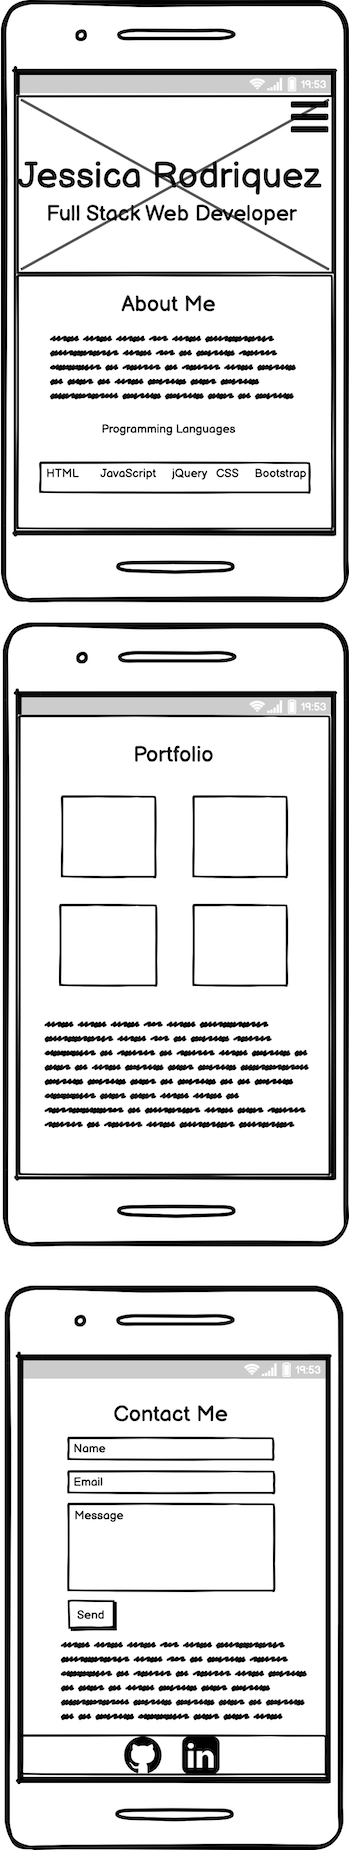 19:53
Jessica Rodriquez
Full Stack Web Developer
About Me
Programming Languages
HTML JavaScript jQuery CSS Bootstrap
19:53
Portfolio
19:53
Contact Me
Name
Email
Message
Send
in